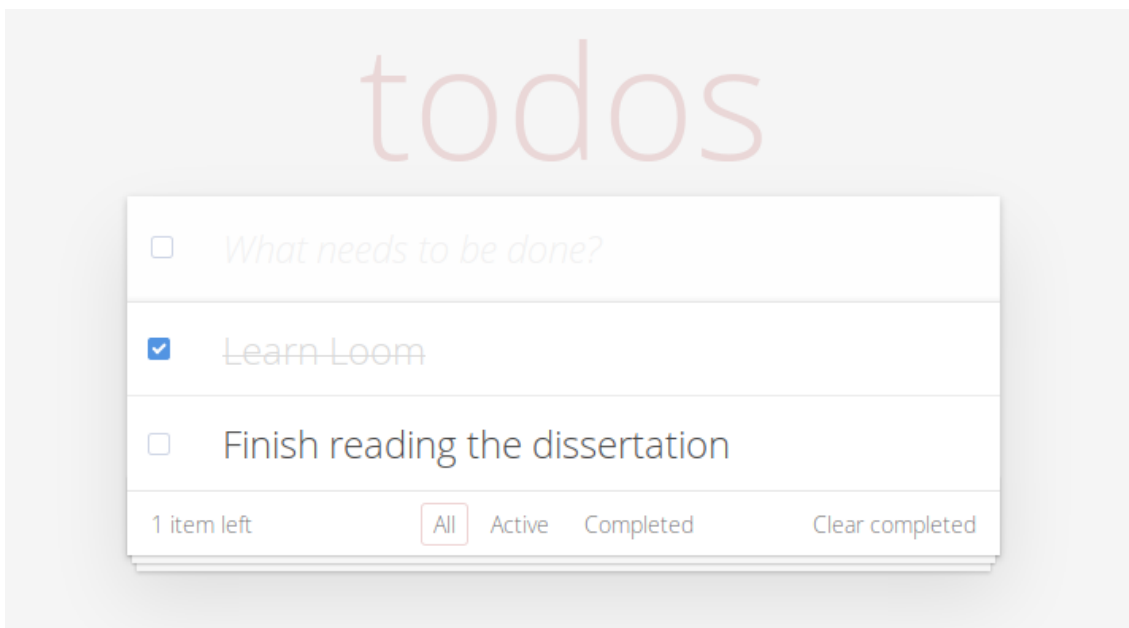 todos
What needs to be done?
Learn Loom
Finish reading the dissertation
1 item left All Active Completed Clear completed